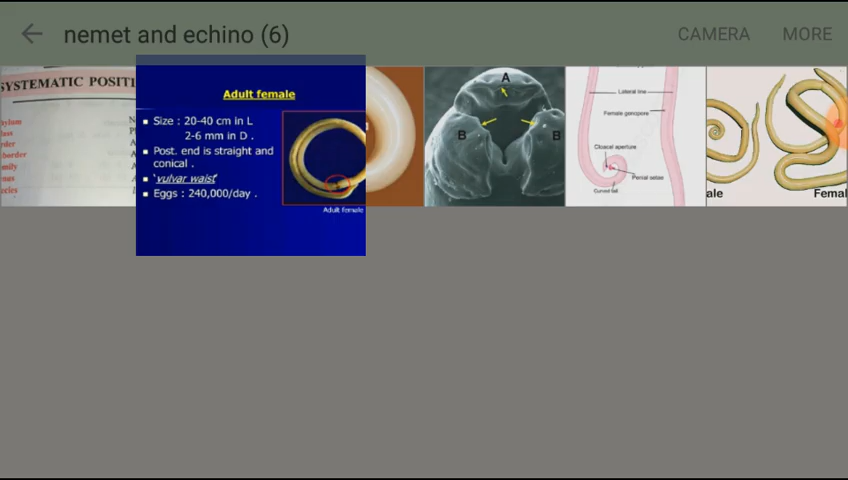 nemet and echino (6)
CAMERA
MORE
SYSTEMATIC POSITI
Adult female
Size : 20-40 cm in L
2-6 mm in D .
Post. end is straight and
conical .
'vulvar waist'
Eggs : 240,000/day .
Adult female
A
B
B
Lateral line
Female gonopore
Cloacal aperture
Penial setae
Curved tail
ale
Femal